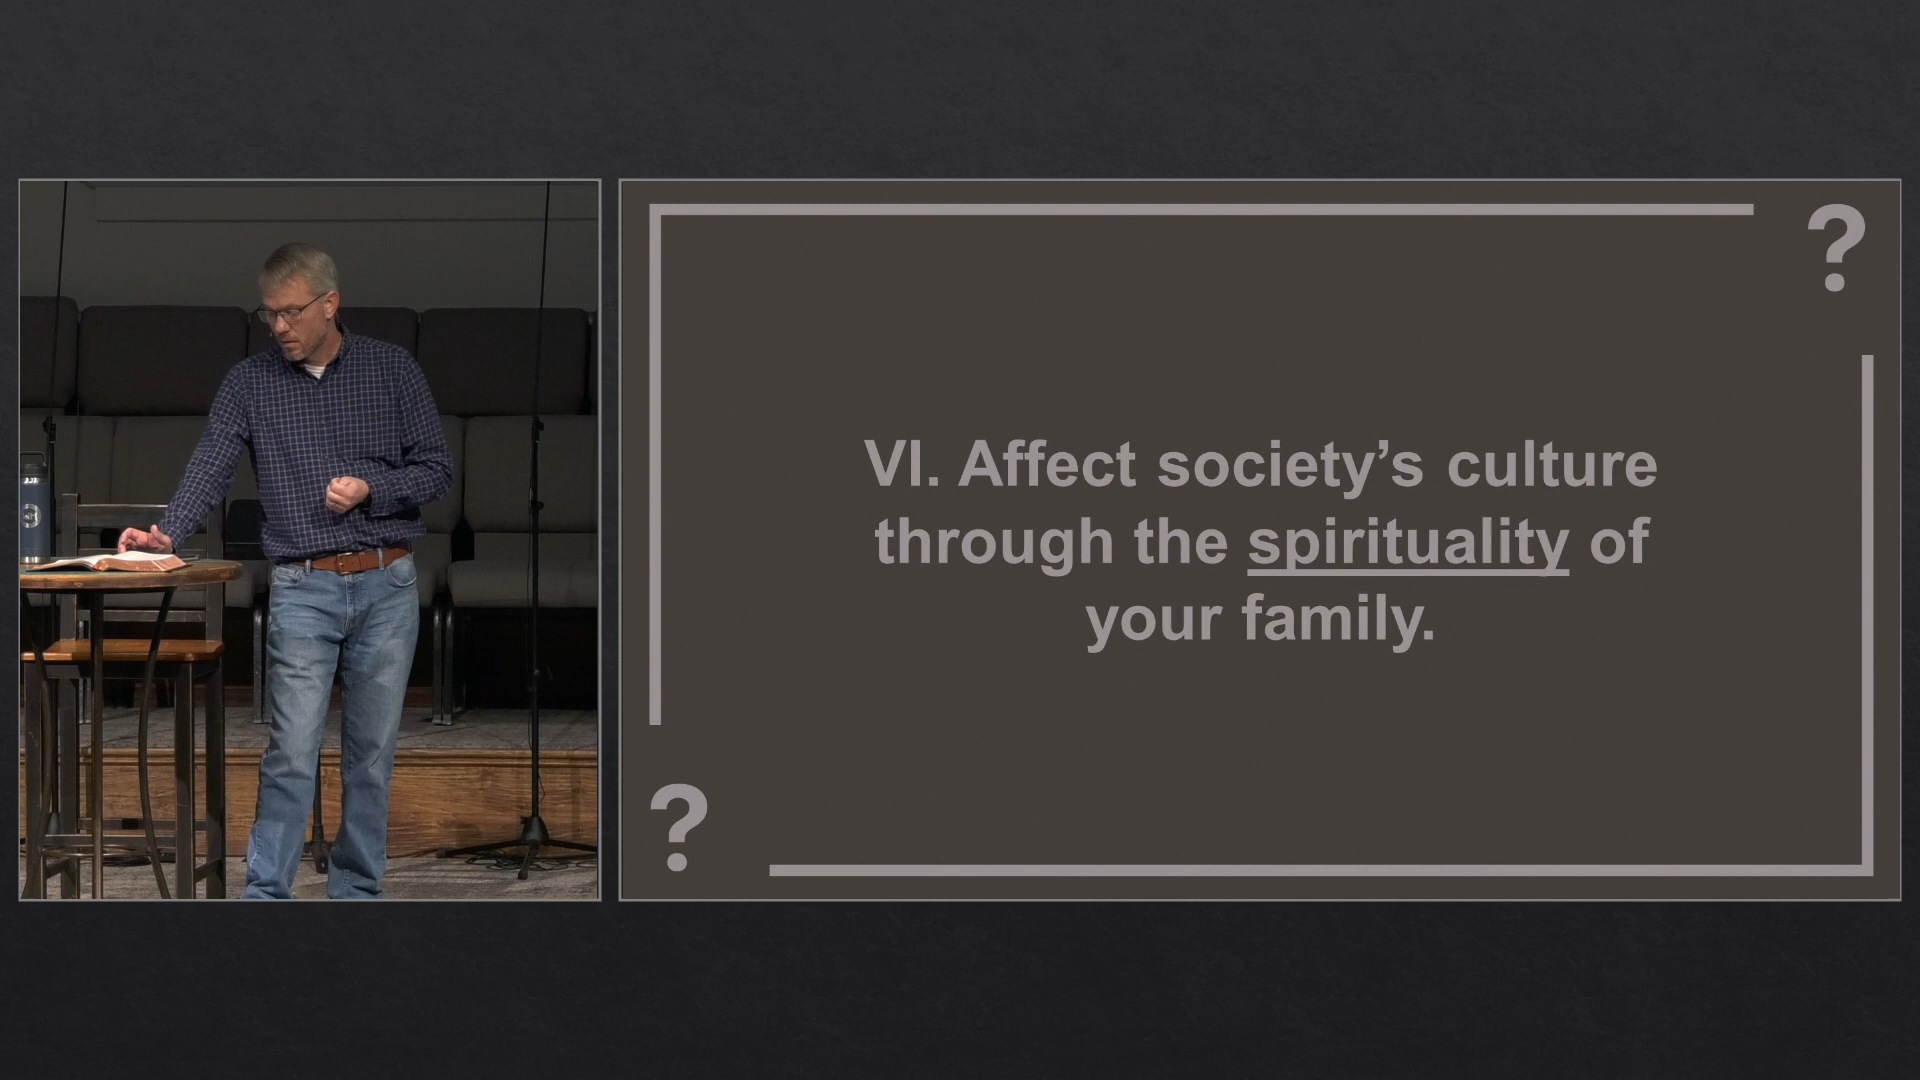 ?
VI. Affect society’s culture
through the spirituality of
your family.
?